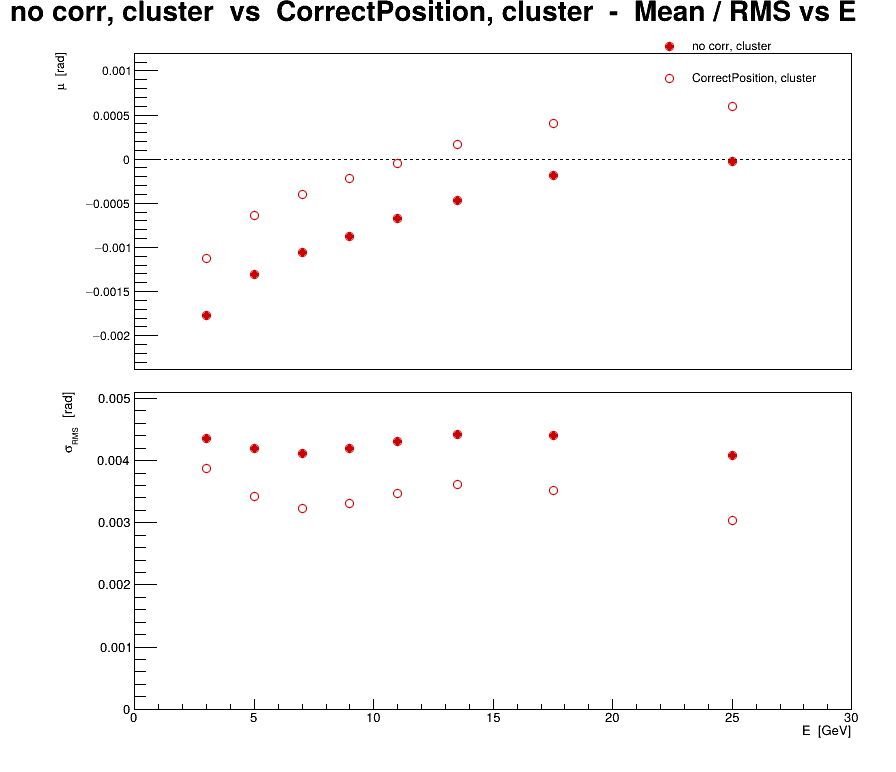 no corr, cluster vs CorrectPosition, cluster - Mean / RMS vs E
no corr, cluster
CorrectPosition, cluster
μ [rad]
0.001
0.0005
0
−0.0005
−0.001
−0.0015
−0.002
σRMS [rad]
0.005
0.004
0.003
0.002
0.001
0
0 5 10 15 20 25 30
E [GeV]